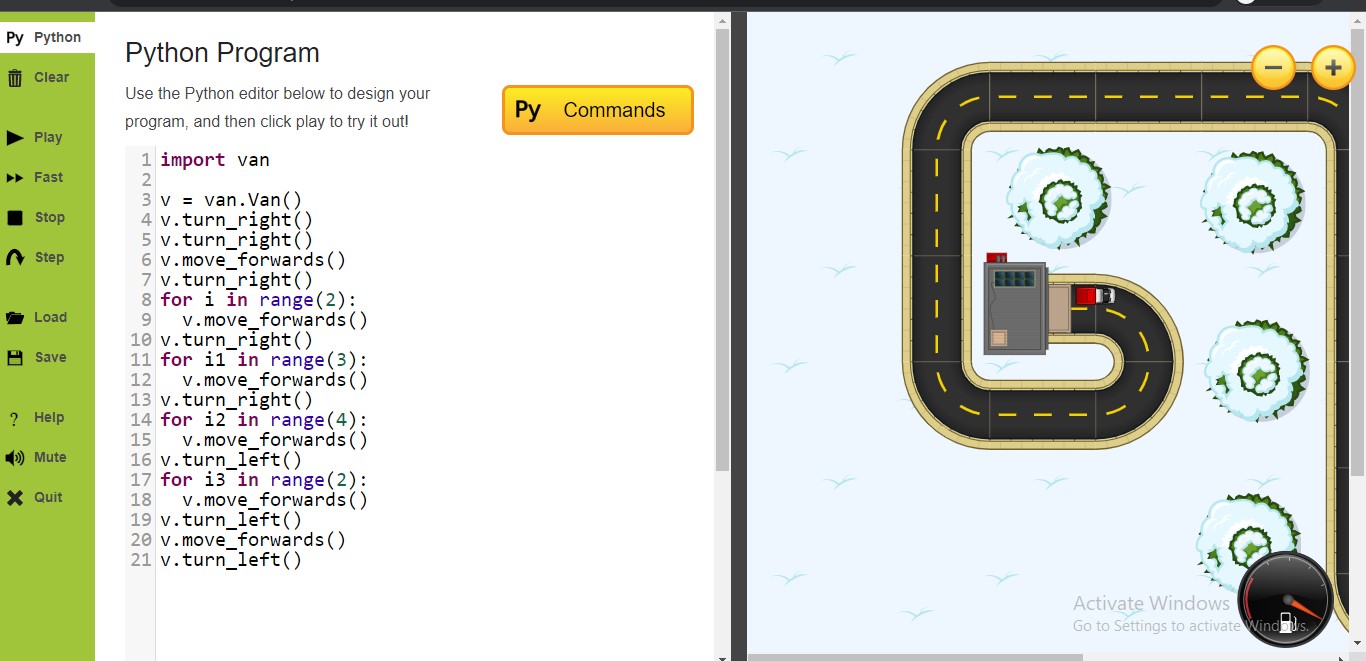 Py Python
Clear
Play
Fast
Stop
Step
Load
Save
? Help
Mute
Quit
Python Program
Use the Python editor below to design your
program, and then click play to try it out!
Py Commands
1 import van
2
3 v = van.Van()
4 v.turn_right()
5 v.turn_right()
6 v.move_forwards()
7 v.turn_right()
8 for i in range(2):
9   v.move_forwards()
10 v.turn_right()
11 for i1 in range(3):
12   v.move_forwards()
13 v.turn_right()
14 for i2 in range(4):
15   v.move_forwards()
16 v.turn_left()
17 for i3 in range(2):
18   v.move_forwards()
19 v.turn_left()
20 v.move_forwards()
21 v.turn_left()
− +
Activate Windows
Go to Settings to activate Windows.